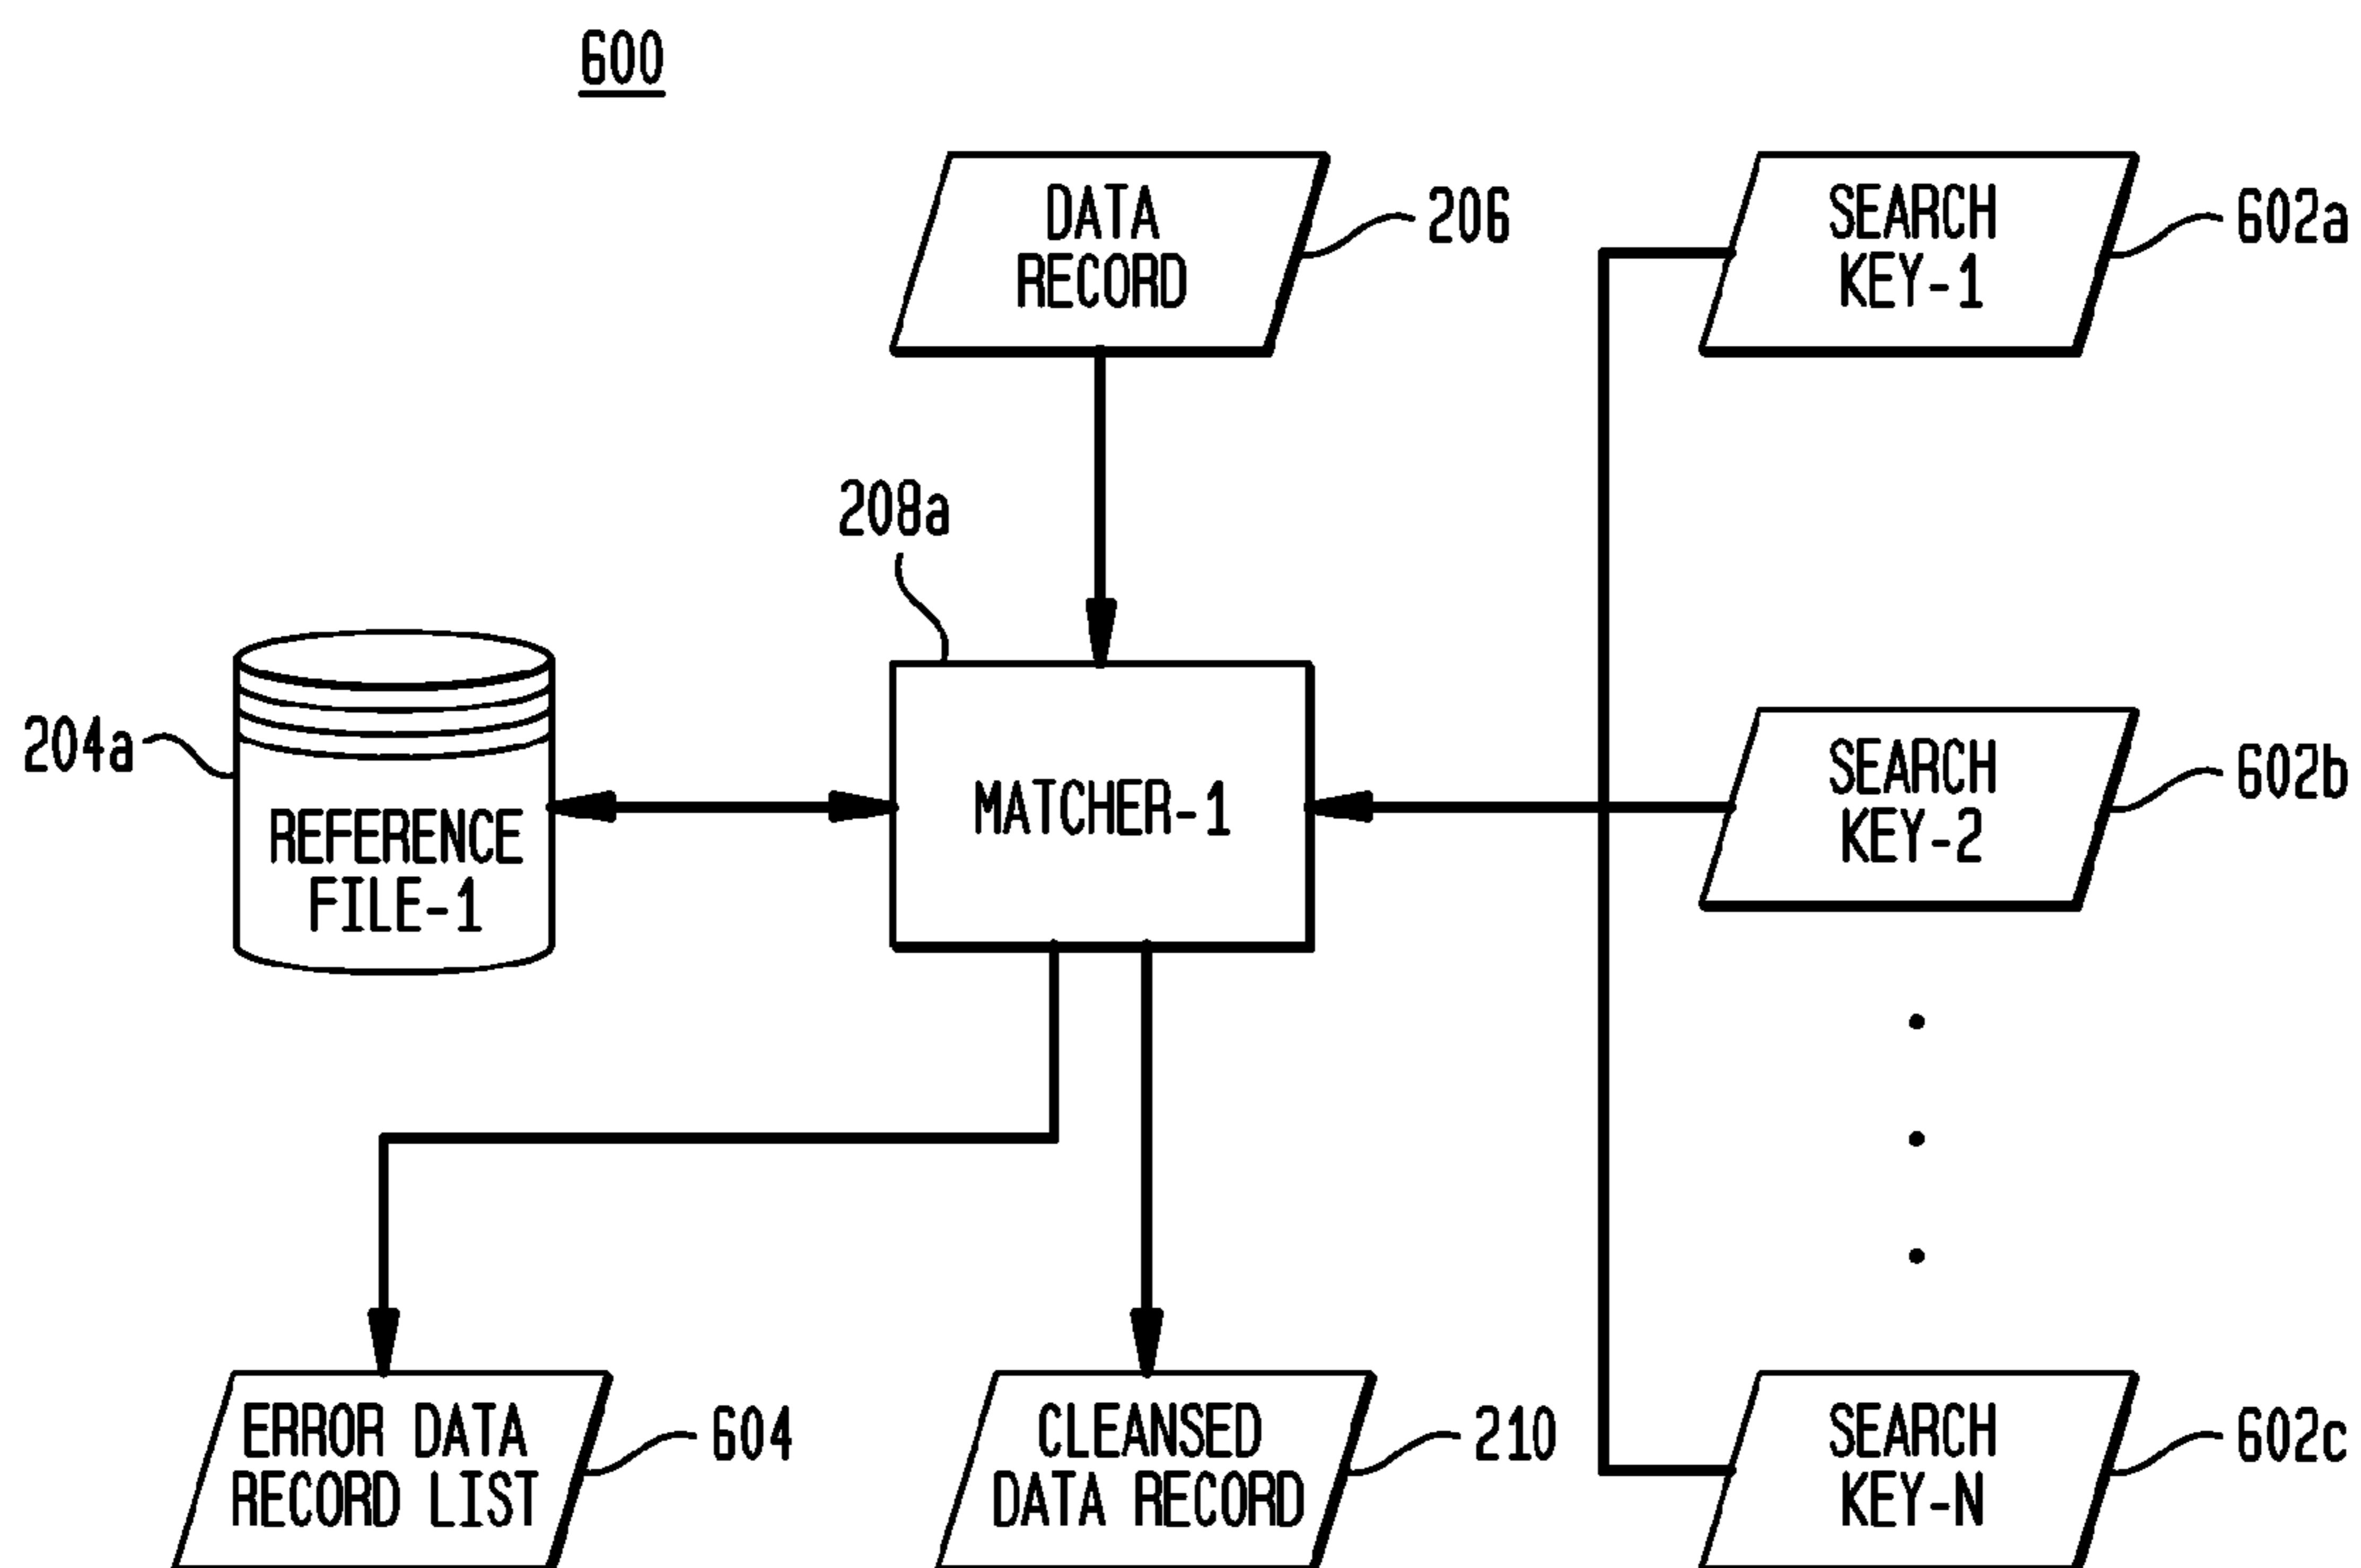 600
DATA
RECORD
206
SEARCH
KEY-1
602a
208a
204a
REFERENCE
FILE-1
MATCHER-1
SEARCH
KEY-2
602b
ERROR DATA
RECORD LIST
604
CLEANSED
DATA RECORD
210
SEARCH
KEY-N
602c